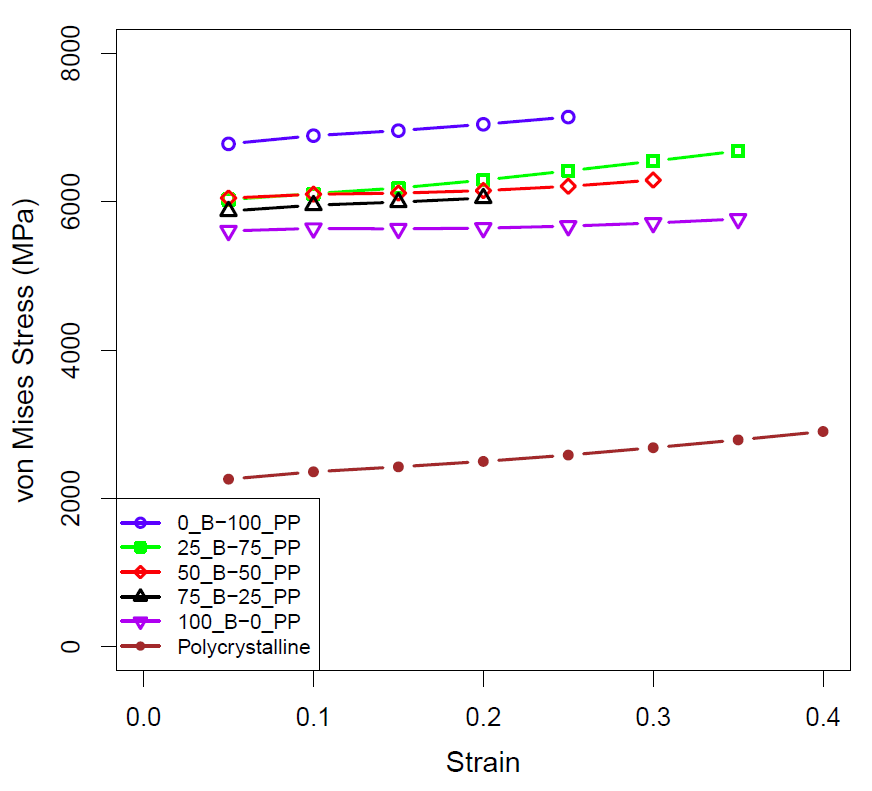 von Mises Stress (MPa)
8000
6000
4000
2000
0
0_B−100_PP
25_B−75_PP
50_B−50_PP
75_B−25_PP
100_B−0_PP
Polycrystalline
0.0 0.1 0.2 0.3 0.4
Strain